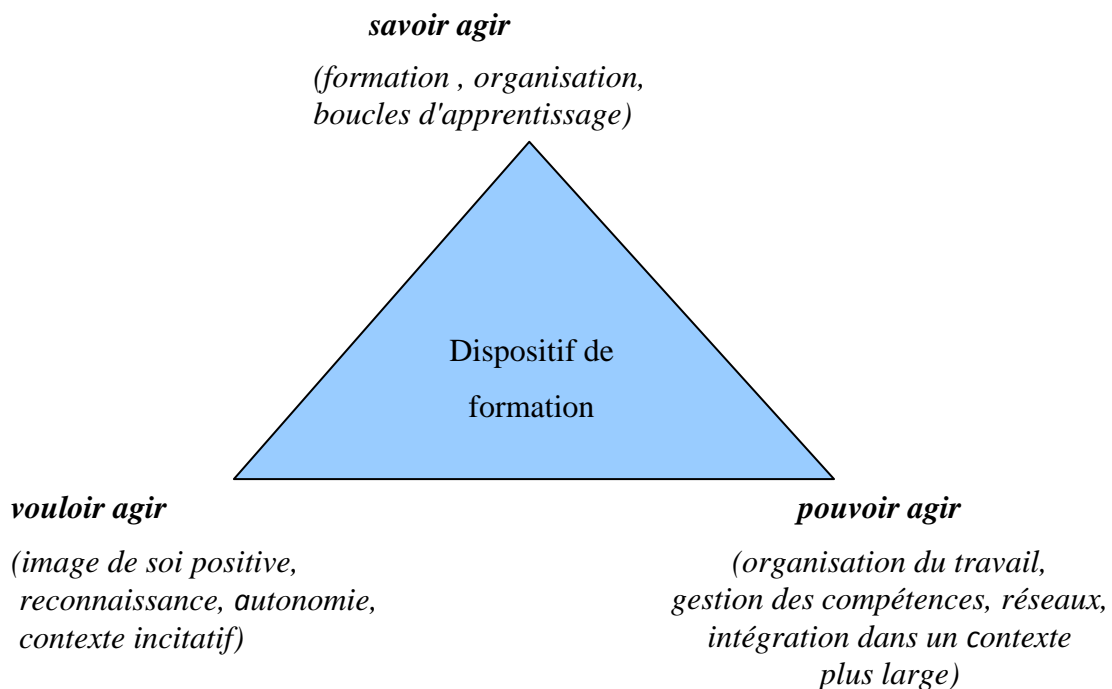 savoir agir
(formation , organisation,
boucles d'apprentissage)
Dispositif de
formation
vouloir agir
(image de soi positive,
reconnaissance, autonomie,
contexte incitatif)
pouvoir agir
(organisation du travail,
gestion des compétences, réseaux,
intégration dans un contexte
plus large)